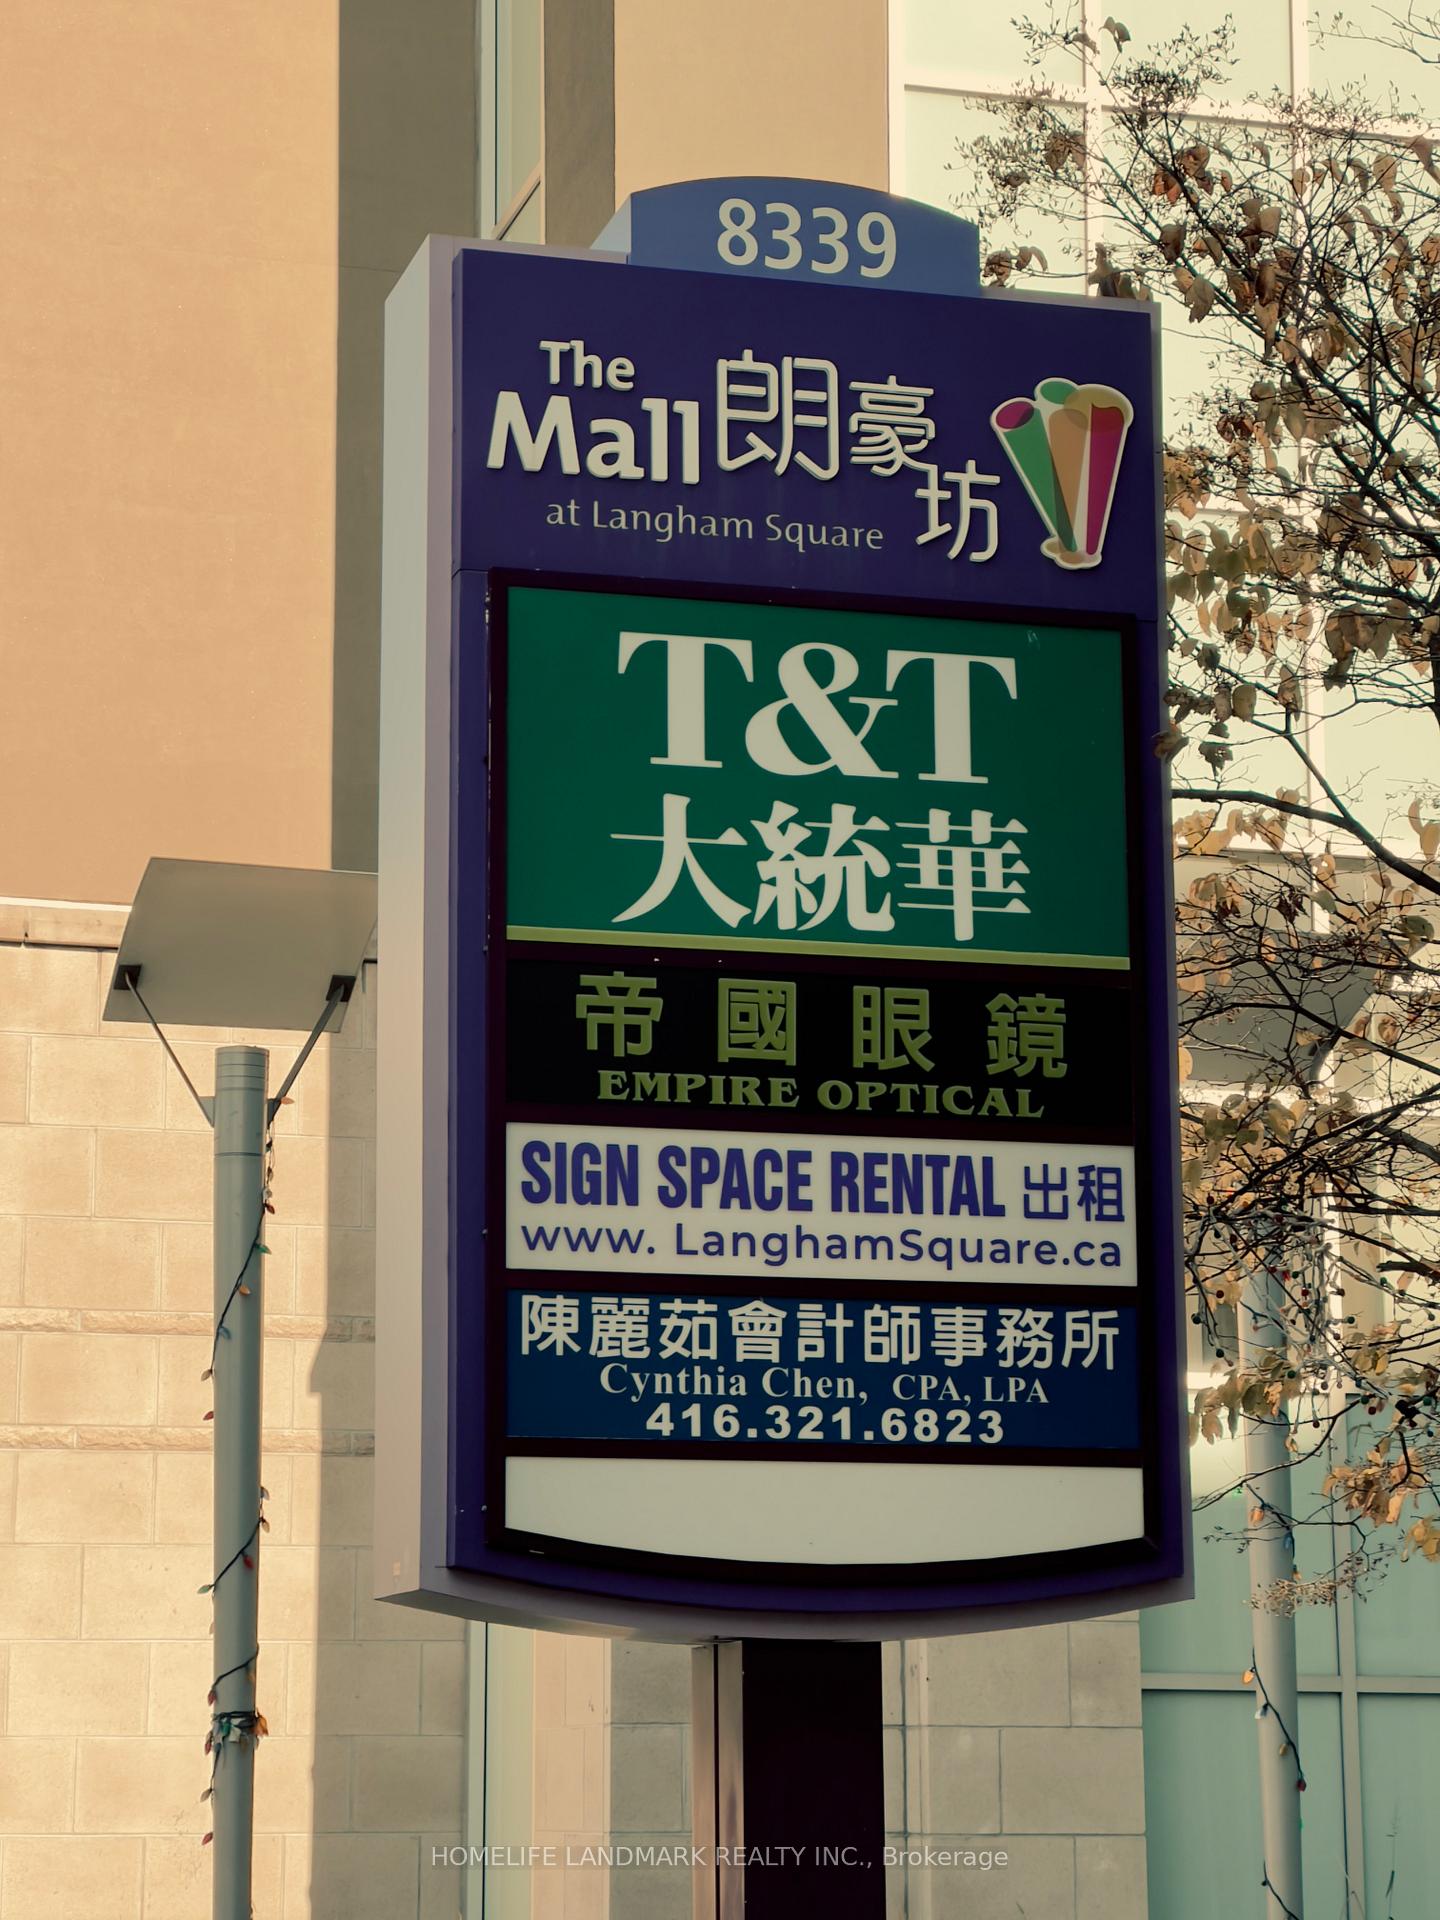 8339
The
Mall 朗豪坊
at Langham Square
T&T
大統華
帝國眼鏡
EMPIRE OPTICAL
SIGN SPACE RENTAL 出租
www. LanghamSquare.ca
陳麗茹會計師事務所
Cynthia Chen, CPA, LPA
416.321.6823
HOMELIFE LANDMARK REALTY INC., Brokerage